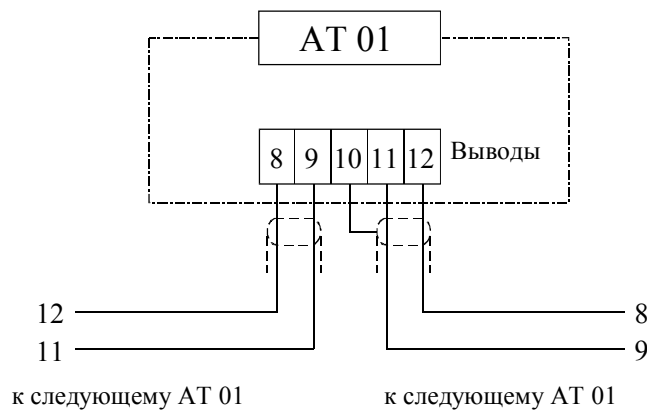 АТ 01
8 9 10 11 12 Выводы
12 8
11 9
к следующему АТ 01 к следующему АТ 01